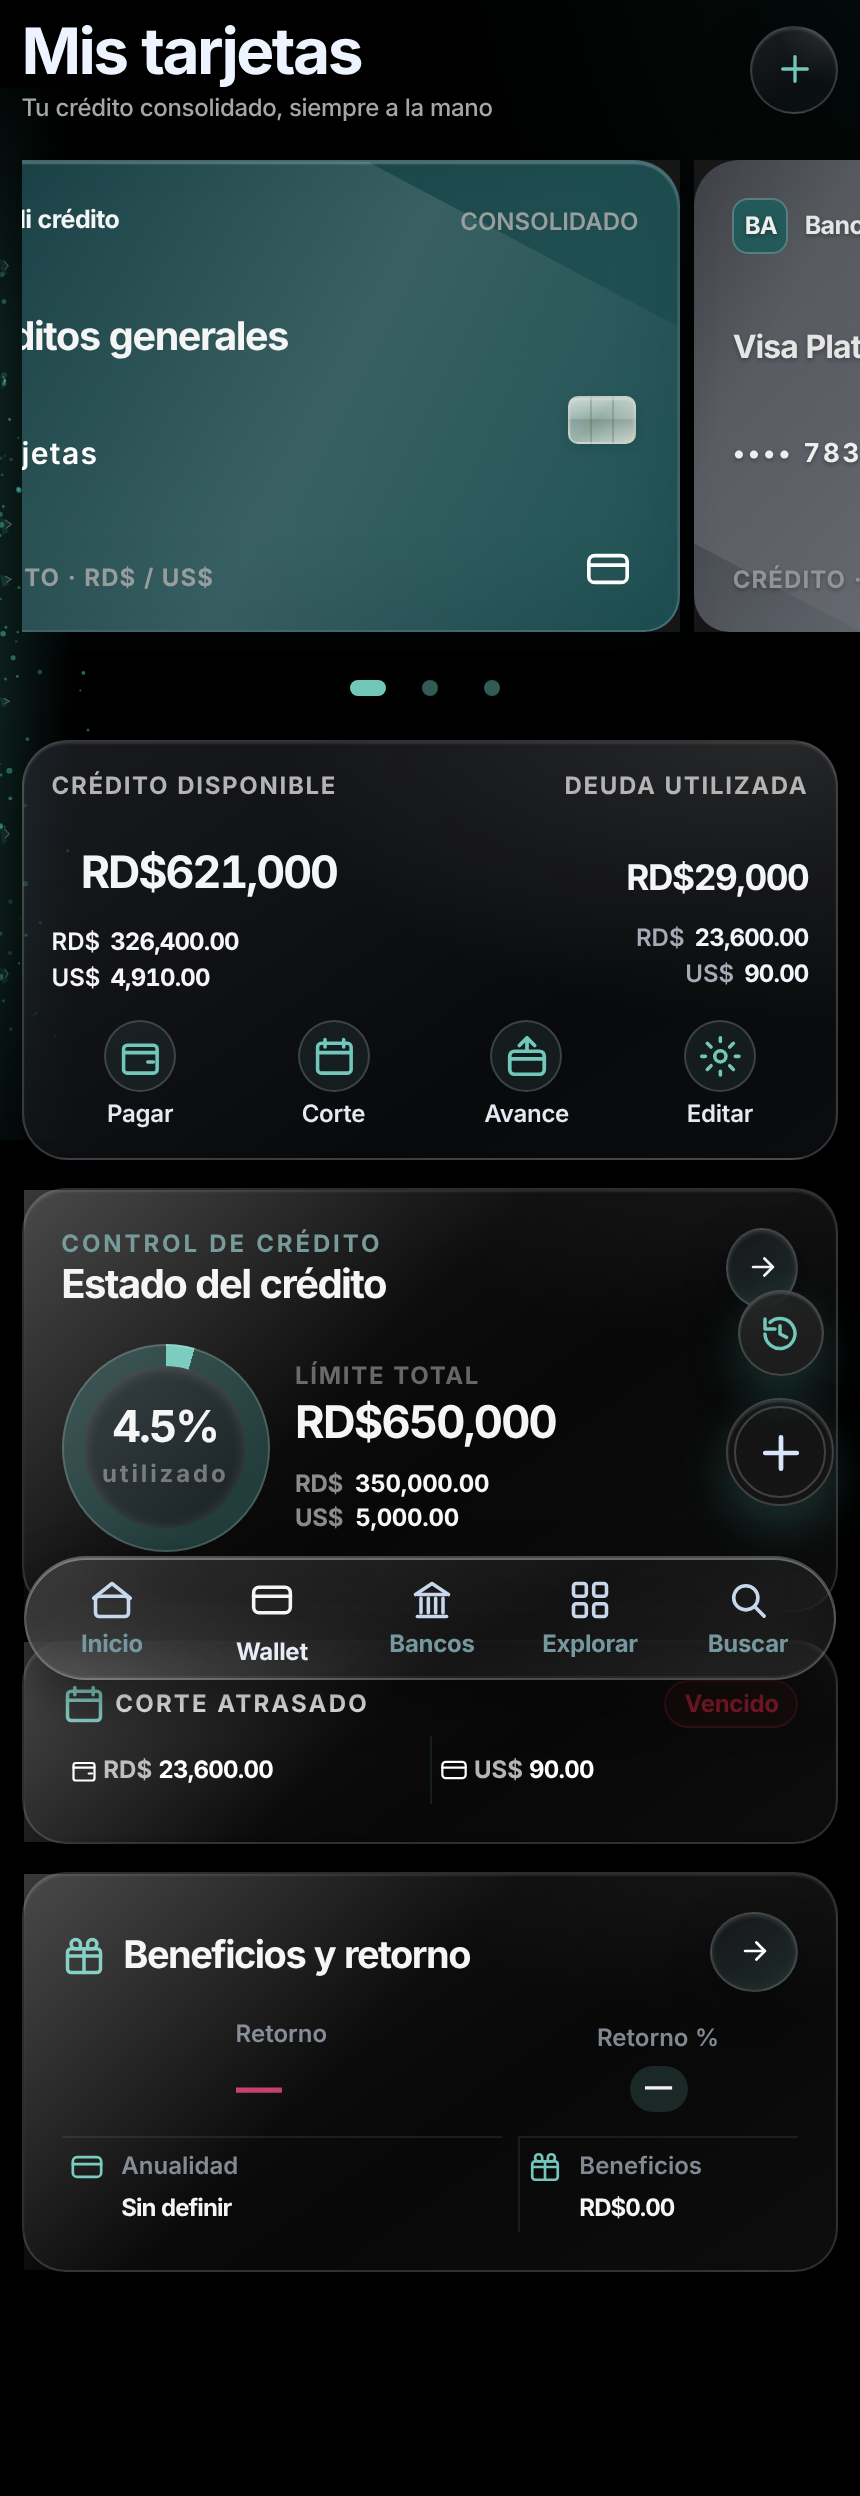 Mis tarjetas
Tu crédito consolidado, siempre a la mano
li crédito
CONSOLIDADO
ditos generales
jetas
TO · RD$ / US$
BA Banc
Visa Plat
•••• 783
CRÉDITO ·
CRÉDITO DISPONIBLE
DEUDA UTILIZADA
RD$621,000
RD$29,000
RD$ 326,400.00
US$ 4,910.00
RD$ 23,600.00
US$ 90.00
Pagar
Corte
Avance
Editar
CONTROL DE CRÉDITO
Estado del crédito
4.5%
utilizado
LÍMITE TOTAL
RD$650,000
RD$ 350,000.00
US$ 5,000.00
Inicio
Wallet
Bancos
Explorar
Buscar
CORTE ATRASADO
Vencido
RD$ 23,600.00
US$ 90.00
Beneficios y retorno
Retorno
—
Retorno %
—
Anualidad
Sin definir
Beneficios
RD$0.00